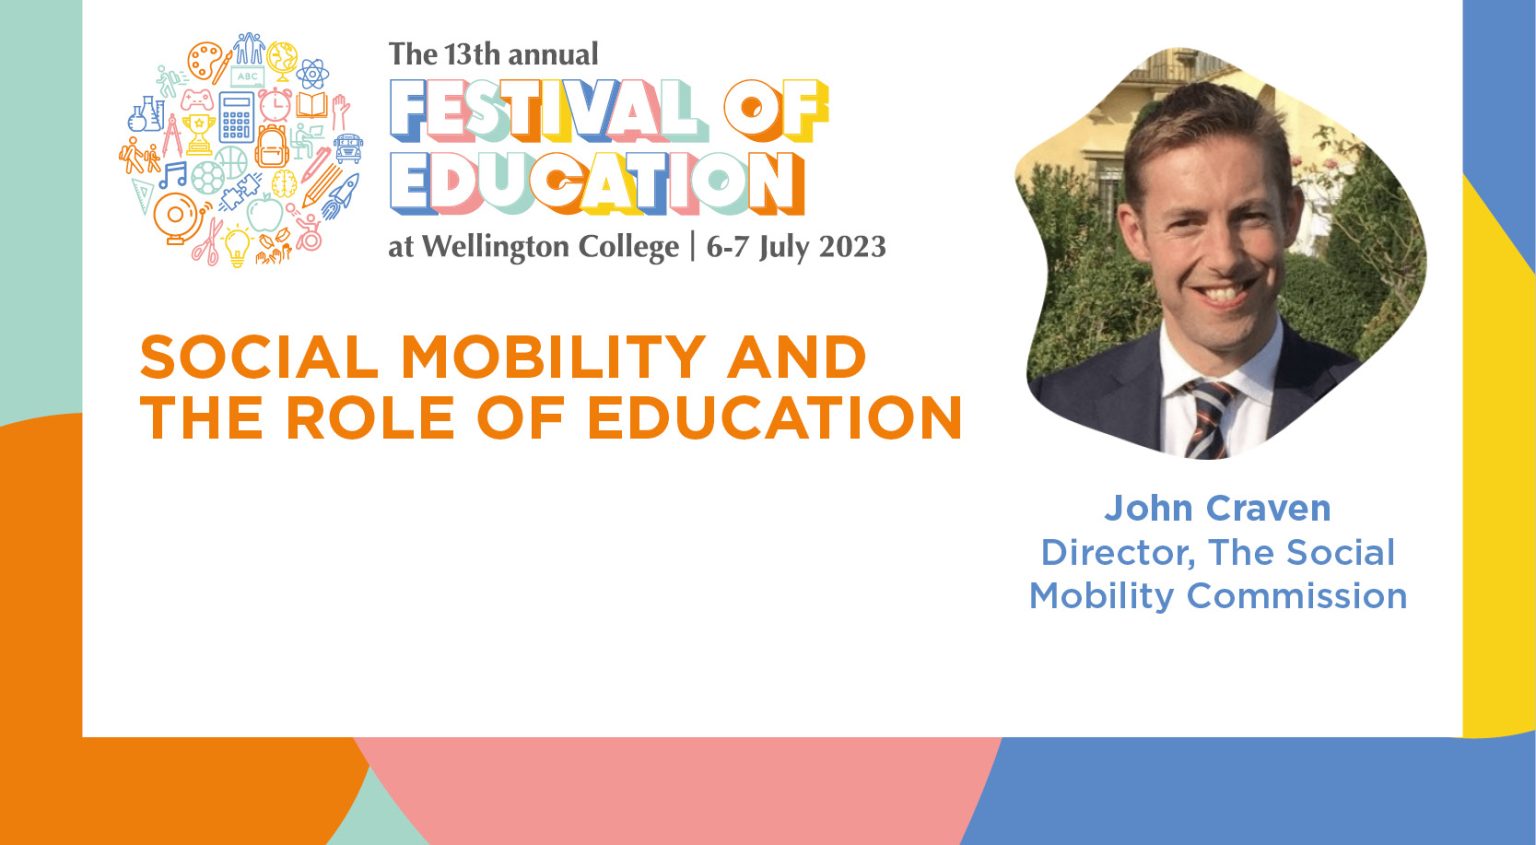 The 13th annual
FESTIVAL OF
EDUCATION
at Wellington College | 6-7 July 2023
ABC
SOCIAL MOBILITY AND
THE ROLE OF EDUCATION
John Craven
Director, The Social
Mobility Commission